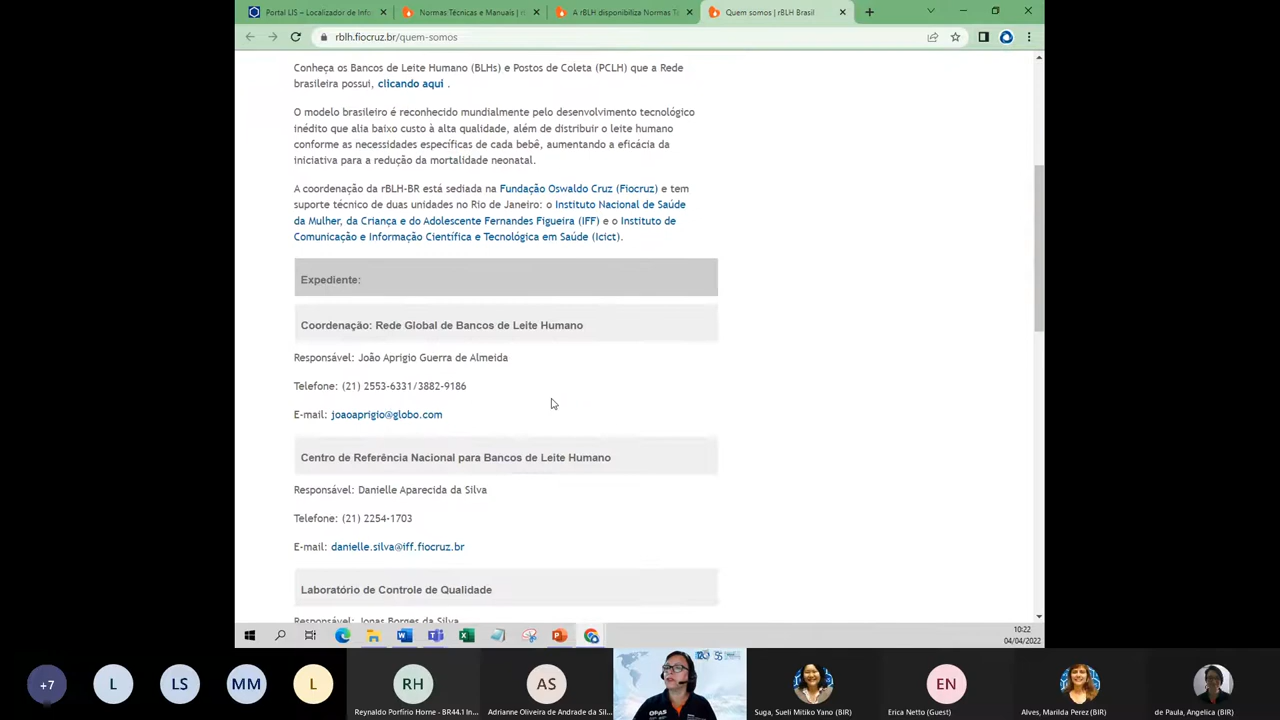 Portal LIS – Localizador de Infor
Normas Técnicas e Manuais | r
A rBLH disponibiliza Normas Té
Quem somos | rBLH Brasil
rblh.fiocruz.br/quem-somos
Conheça os Bancos de Leite Humano (BLHs) e Postos de Coleta (PCLH) que a Rede
brasileira possui, clicando aqui .
O modelo brasileiro é reconhecido mundialmente pelo desenvolvimento tecnológico
inédito que alia baixo custo à alta qualidade, além de distribuir o leite humano
conforme as necessidades específicas de cada bebê, aumentando a eficácia da
iniciativa para a redução da mortalidade neonatal.
A coordenação da rBLH-BR está sediada na Fundação Oswaldo Cruz (Fiocruz) e tem
suporte técnico de duas unidades no Rio de Janeiro: o Instituto Nacional de Saúde
da Mulher, da Criança e do Adolescente Fernandes Figueira (IFF) e o Instituto de
Comunicação e Informação Científica e Tecnológica em Saúde (Icict).
Expediente:
Coordenação: Rede Global de Bancos de Leite Humano
Responsável: João Aprigio Guerra de Almeida
Telefone: (21) 2553-6331/3882-9186
E-mail: joaoaprigio@globo.com
Centro de Referência Nacional para Bancos de Leite Humano
Responsável: Danielle Aparecida da Silva
Telefone: (21) 2254-1703
E-mail: danielle.silva@iff.fiocruz.br
Laboratório de Controle de Qualidade
Responsável: Jonas Borges da Silva
10:22
04/04/2022
+7
L
LS
MM
L
RH
AS
OPAS
EN
Reynaldo Porfírio Horne - BR44.1 In...
Adrianne Oliveira de Andrade da Sil...
Suga, Sueli Mitiko Yano (BIR)
Erica Netto (Guest)
Alves, Marilda Perez (BIR)
de Paula, Angelica (BIR)